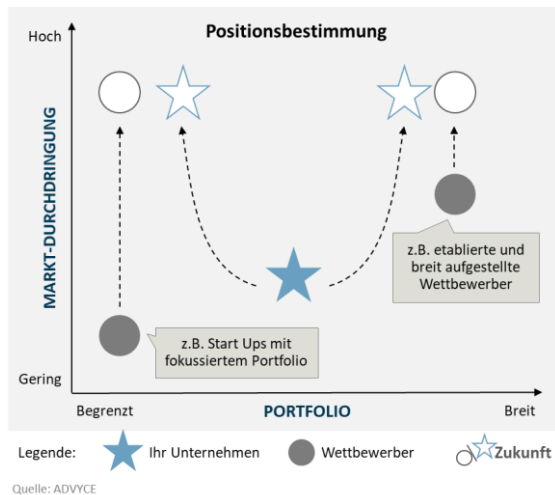 Positionsbestimmung
Hoch
MARKT-DURCHDRINGUNG
z.B. etablierte und
breit aufgestellte
Wettbewerber
z.B. Start Ups mit
fokussiertem Portfolio
Gering
Begrenzt
PORTFOLIO
Breit
Legende:
Ihr Unternehmen
Wettbewerber
Zukunft
Quelle: ADVYCE